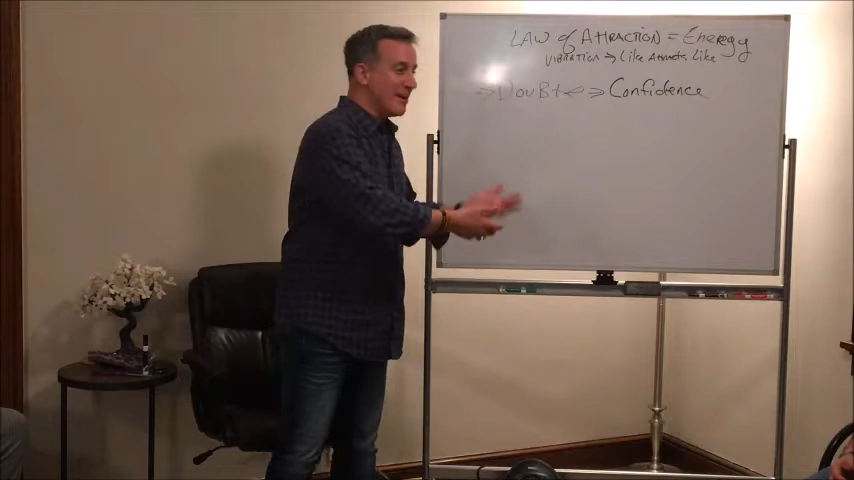 LAW of AttRACTION = Energy
VIBRATION → Like Attracts Like
→ Doubt ← → Confidence